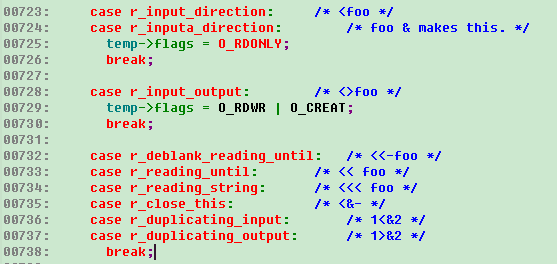 00723:     case r_input_direction:     /* <foo */
00724:     case r_inputa_direction:         /* foo & makes this. */
00725:       temp->flags = O_RDONLY;
00726:       break;
00727:
00728:     case r_input_output:        /* <>foo */
00729:       temp->flags = O_RDWR | O_CREAT;
00730:       break;
00731:
00732:     case r_deblank_reading_until:   /* <<-foo */
00733:     case r_reading_until:       /* << foo */
00734:     case r_reading_string:      /* <<< foo */
00735:     case r_close_this:          /* <&- */
00736:     case r_duplicating_input:       /* 1<&2 */
00737:     case r_duplicating_output:      /* 1>&2 */
00738:       break;